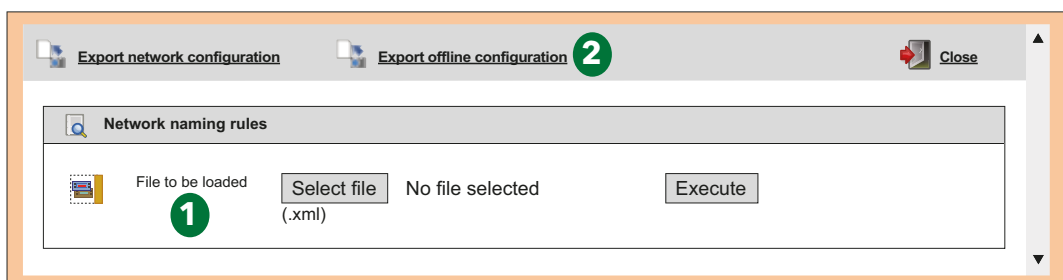 Export network configuration Export offline configuration 2 Close
Network naming rules
File to be loaded Select file No file selected Execute
1 (.xml)